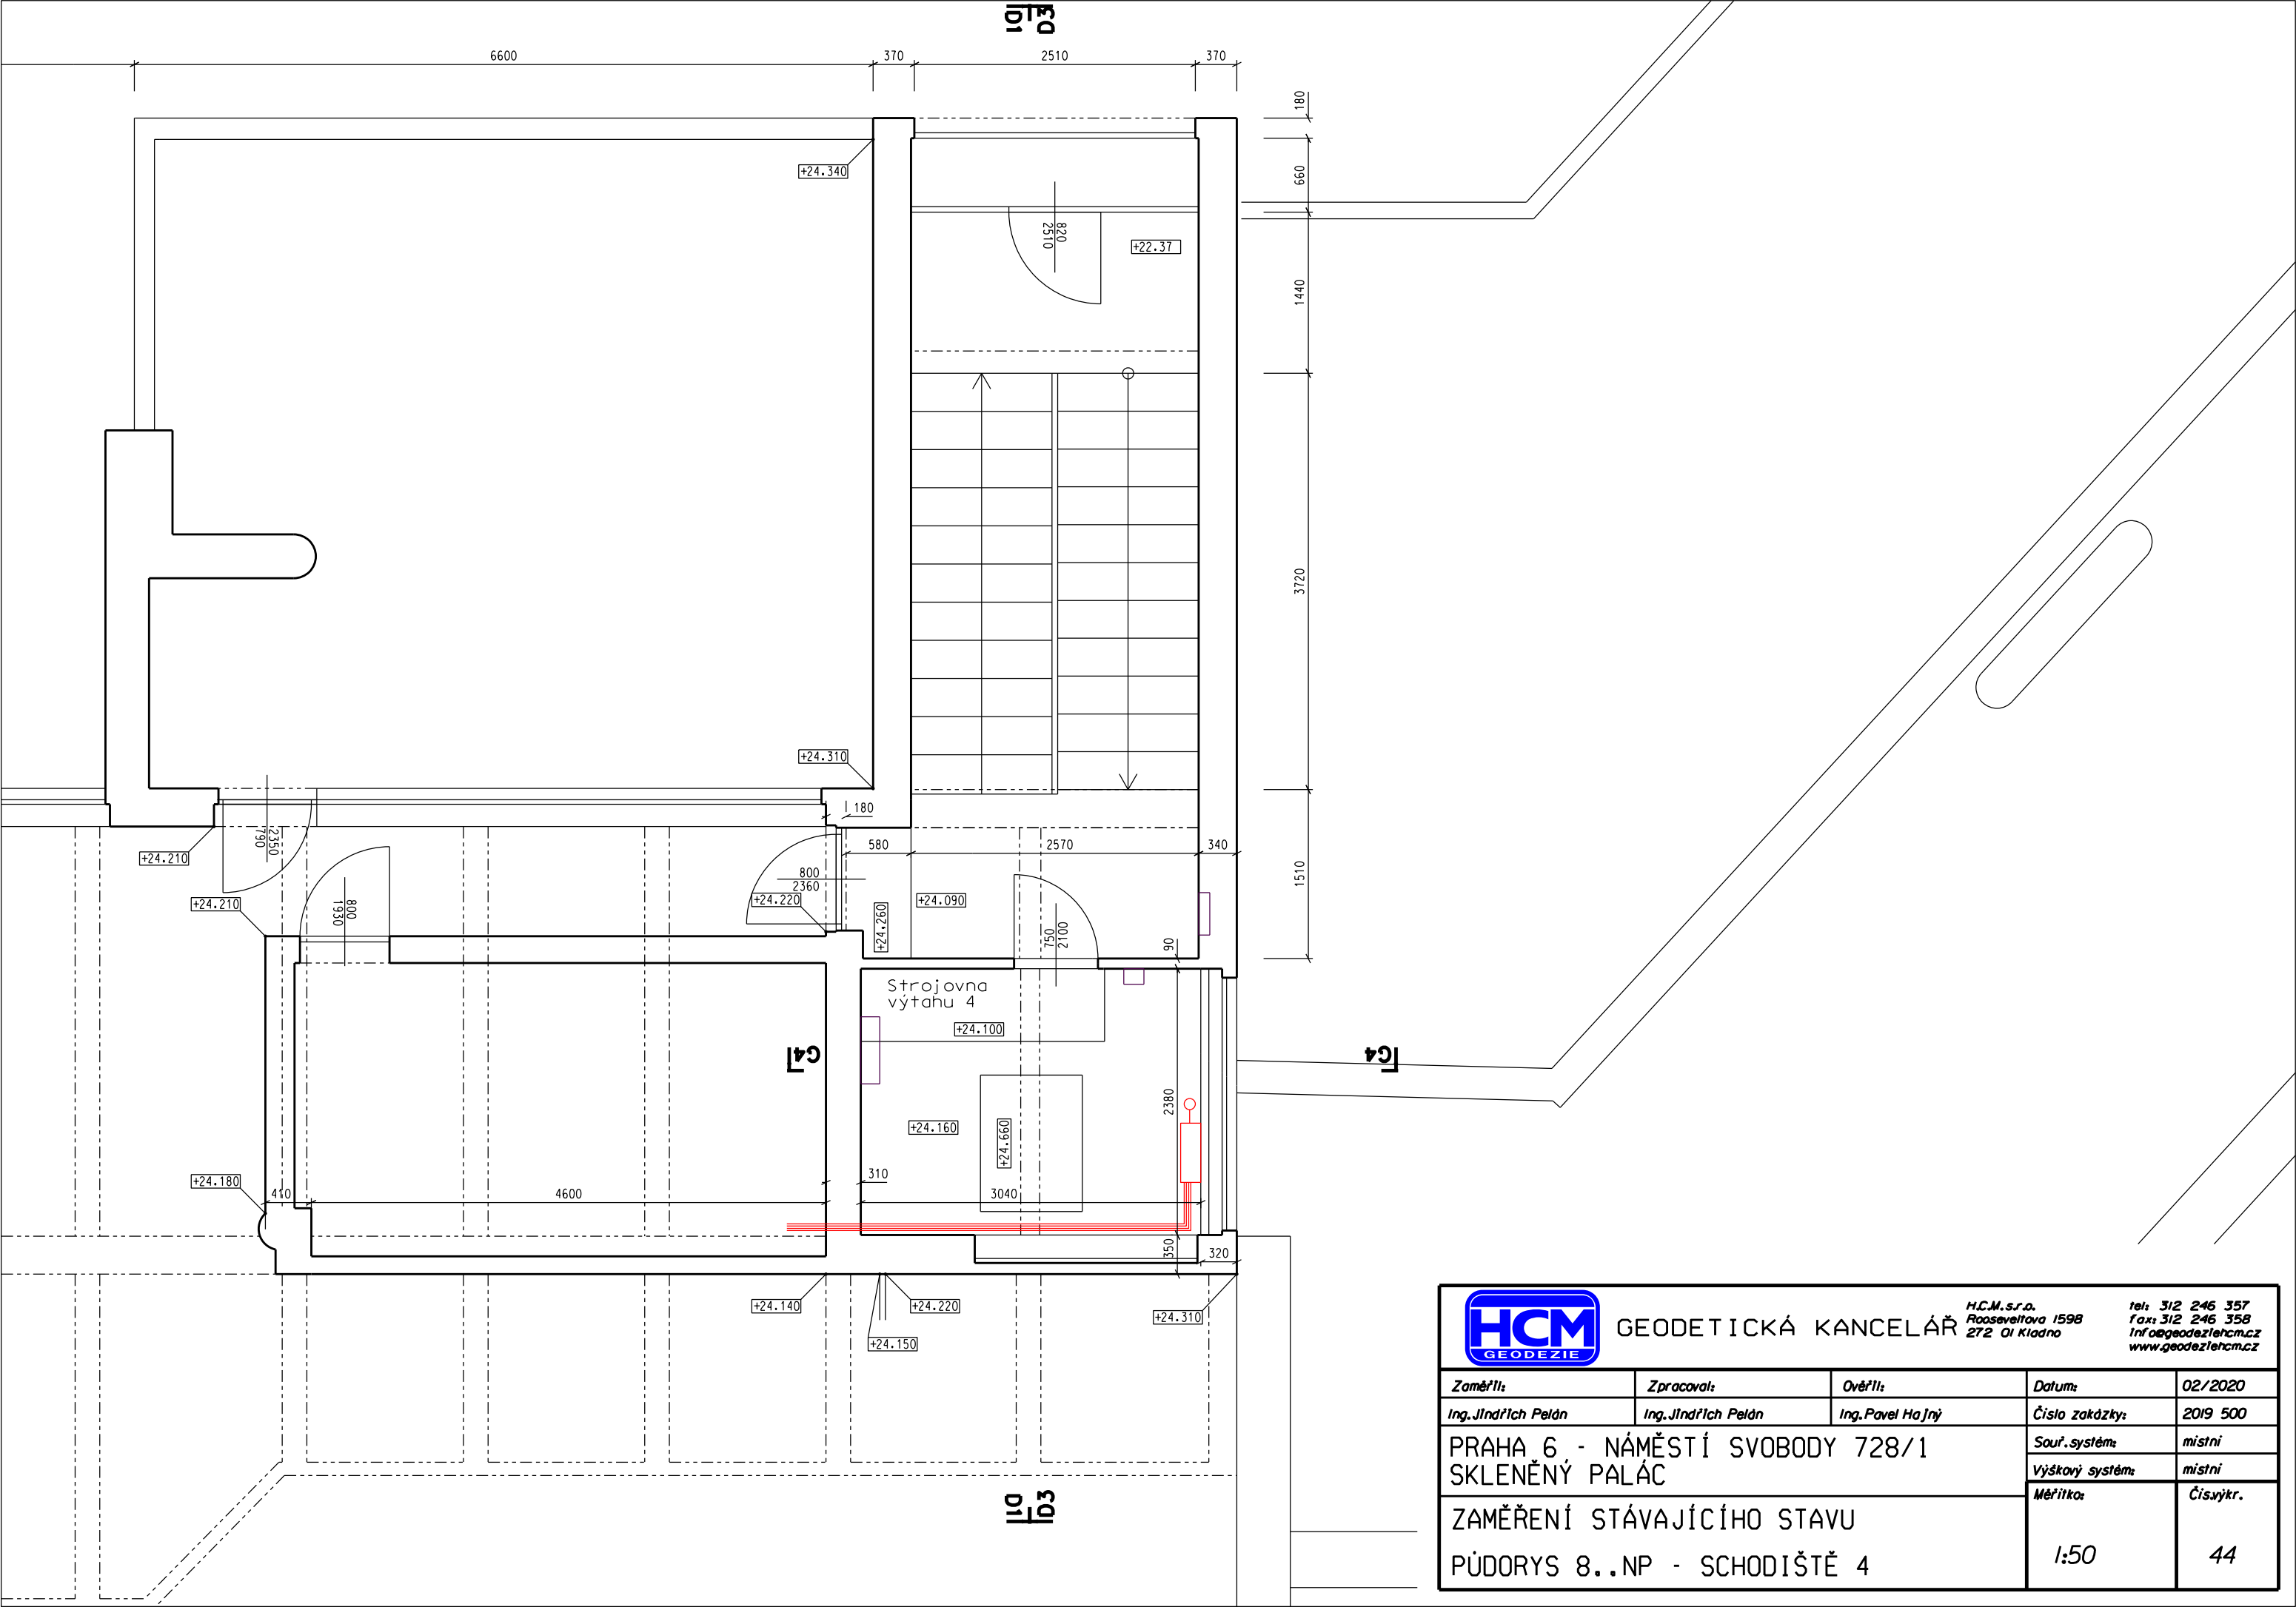 D1 D3
6600
370
2510
370
180
+24.340
660
820
2510
+22.37
1440
3720
+24.310
180
2350
790
+24.210
580
2570
340
800
2360
+24.220
+24.210
800
1930
+24.260
+24.090
750
2100
90
1510
Strojovna
výtahu 4
+24.100
G4
G4
2380
+24.160
+24.660
310
+24.180
410
4600
3040
350
320
+24.140
+24.220
+24.310
+24.150
D1 D3
HCM
GEODEZIE
GEODETICKÁ KANCELÁŘ
H.C.M. s.r.o.
Rooseveltova 1598
272 01 Kladno
tel: 312 246 357
fax: 312 246 358
info@geodeziehcm.cz
www.geodeziehcm.cz
Zaměřil: Zpracoval: Ověřil: Datum: 02/2020
Ing. Jindřich Pelán Ing. Jindřich Pelán Ing. Pavel Hajný Číslo zakázky: 2019 500
PRAHA 6 - NÁMĚSTÍ SVOBODY 728/1
SKLENĚNÝ PALÁC
Souř. systém: místní
Výškový systém: místní
ZAMĚŘENÍ STÁVAJÍCÍHO STAVU
PŮDORYS 8..NP - SCHODIŠTĚ 4
Měřítko: Čís.výkr.
1:50 44